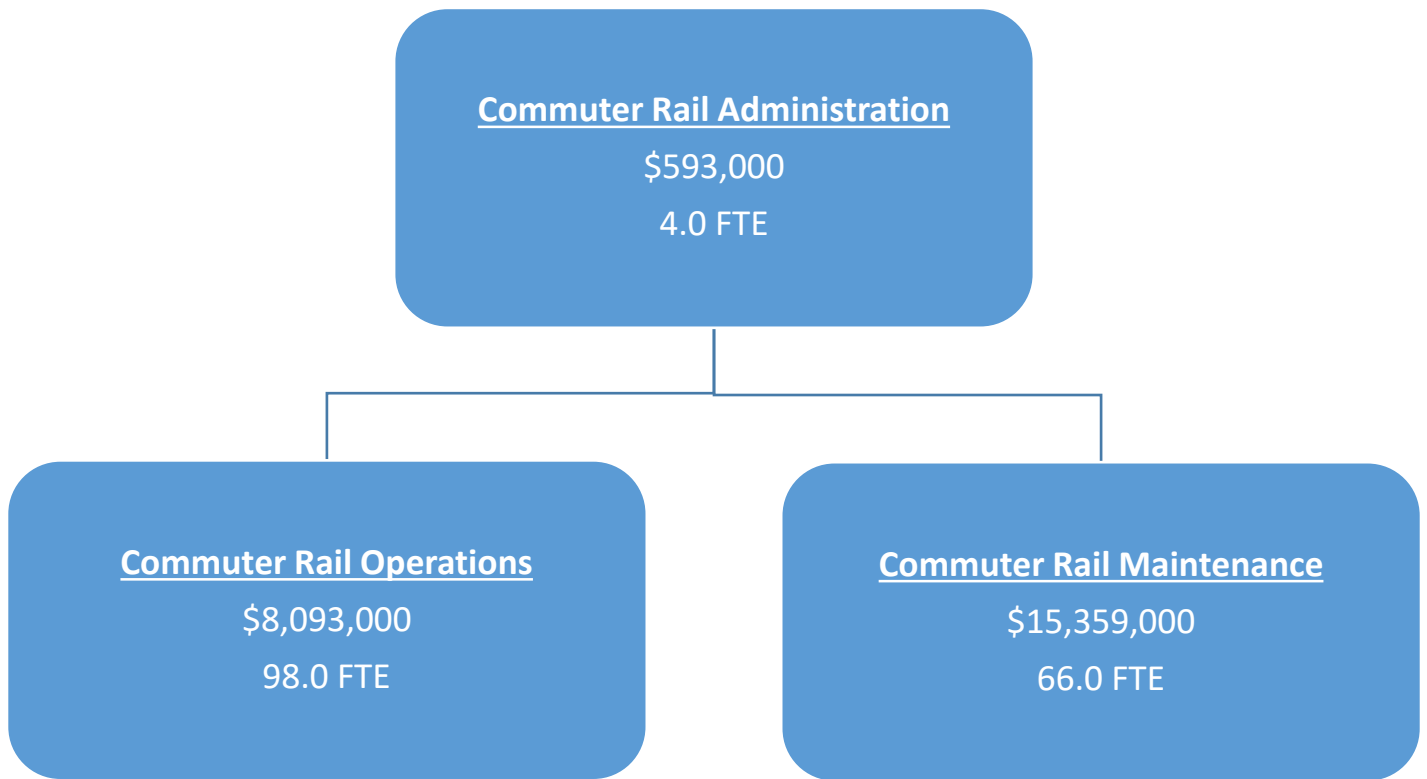 Commuter Rail Administration
$593,000
4.0 FTE
Commuter Rail Operations
$8,093,000
98.0 FTE
Commuter Rail Maintenance
$15,359,000
66.0 FTE